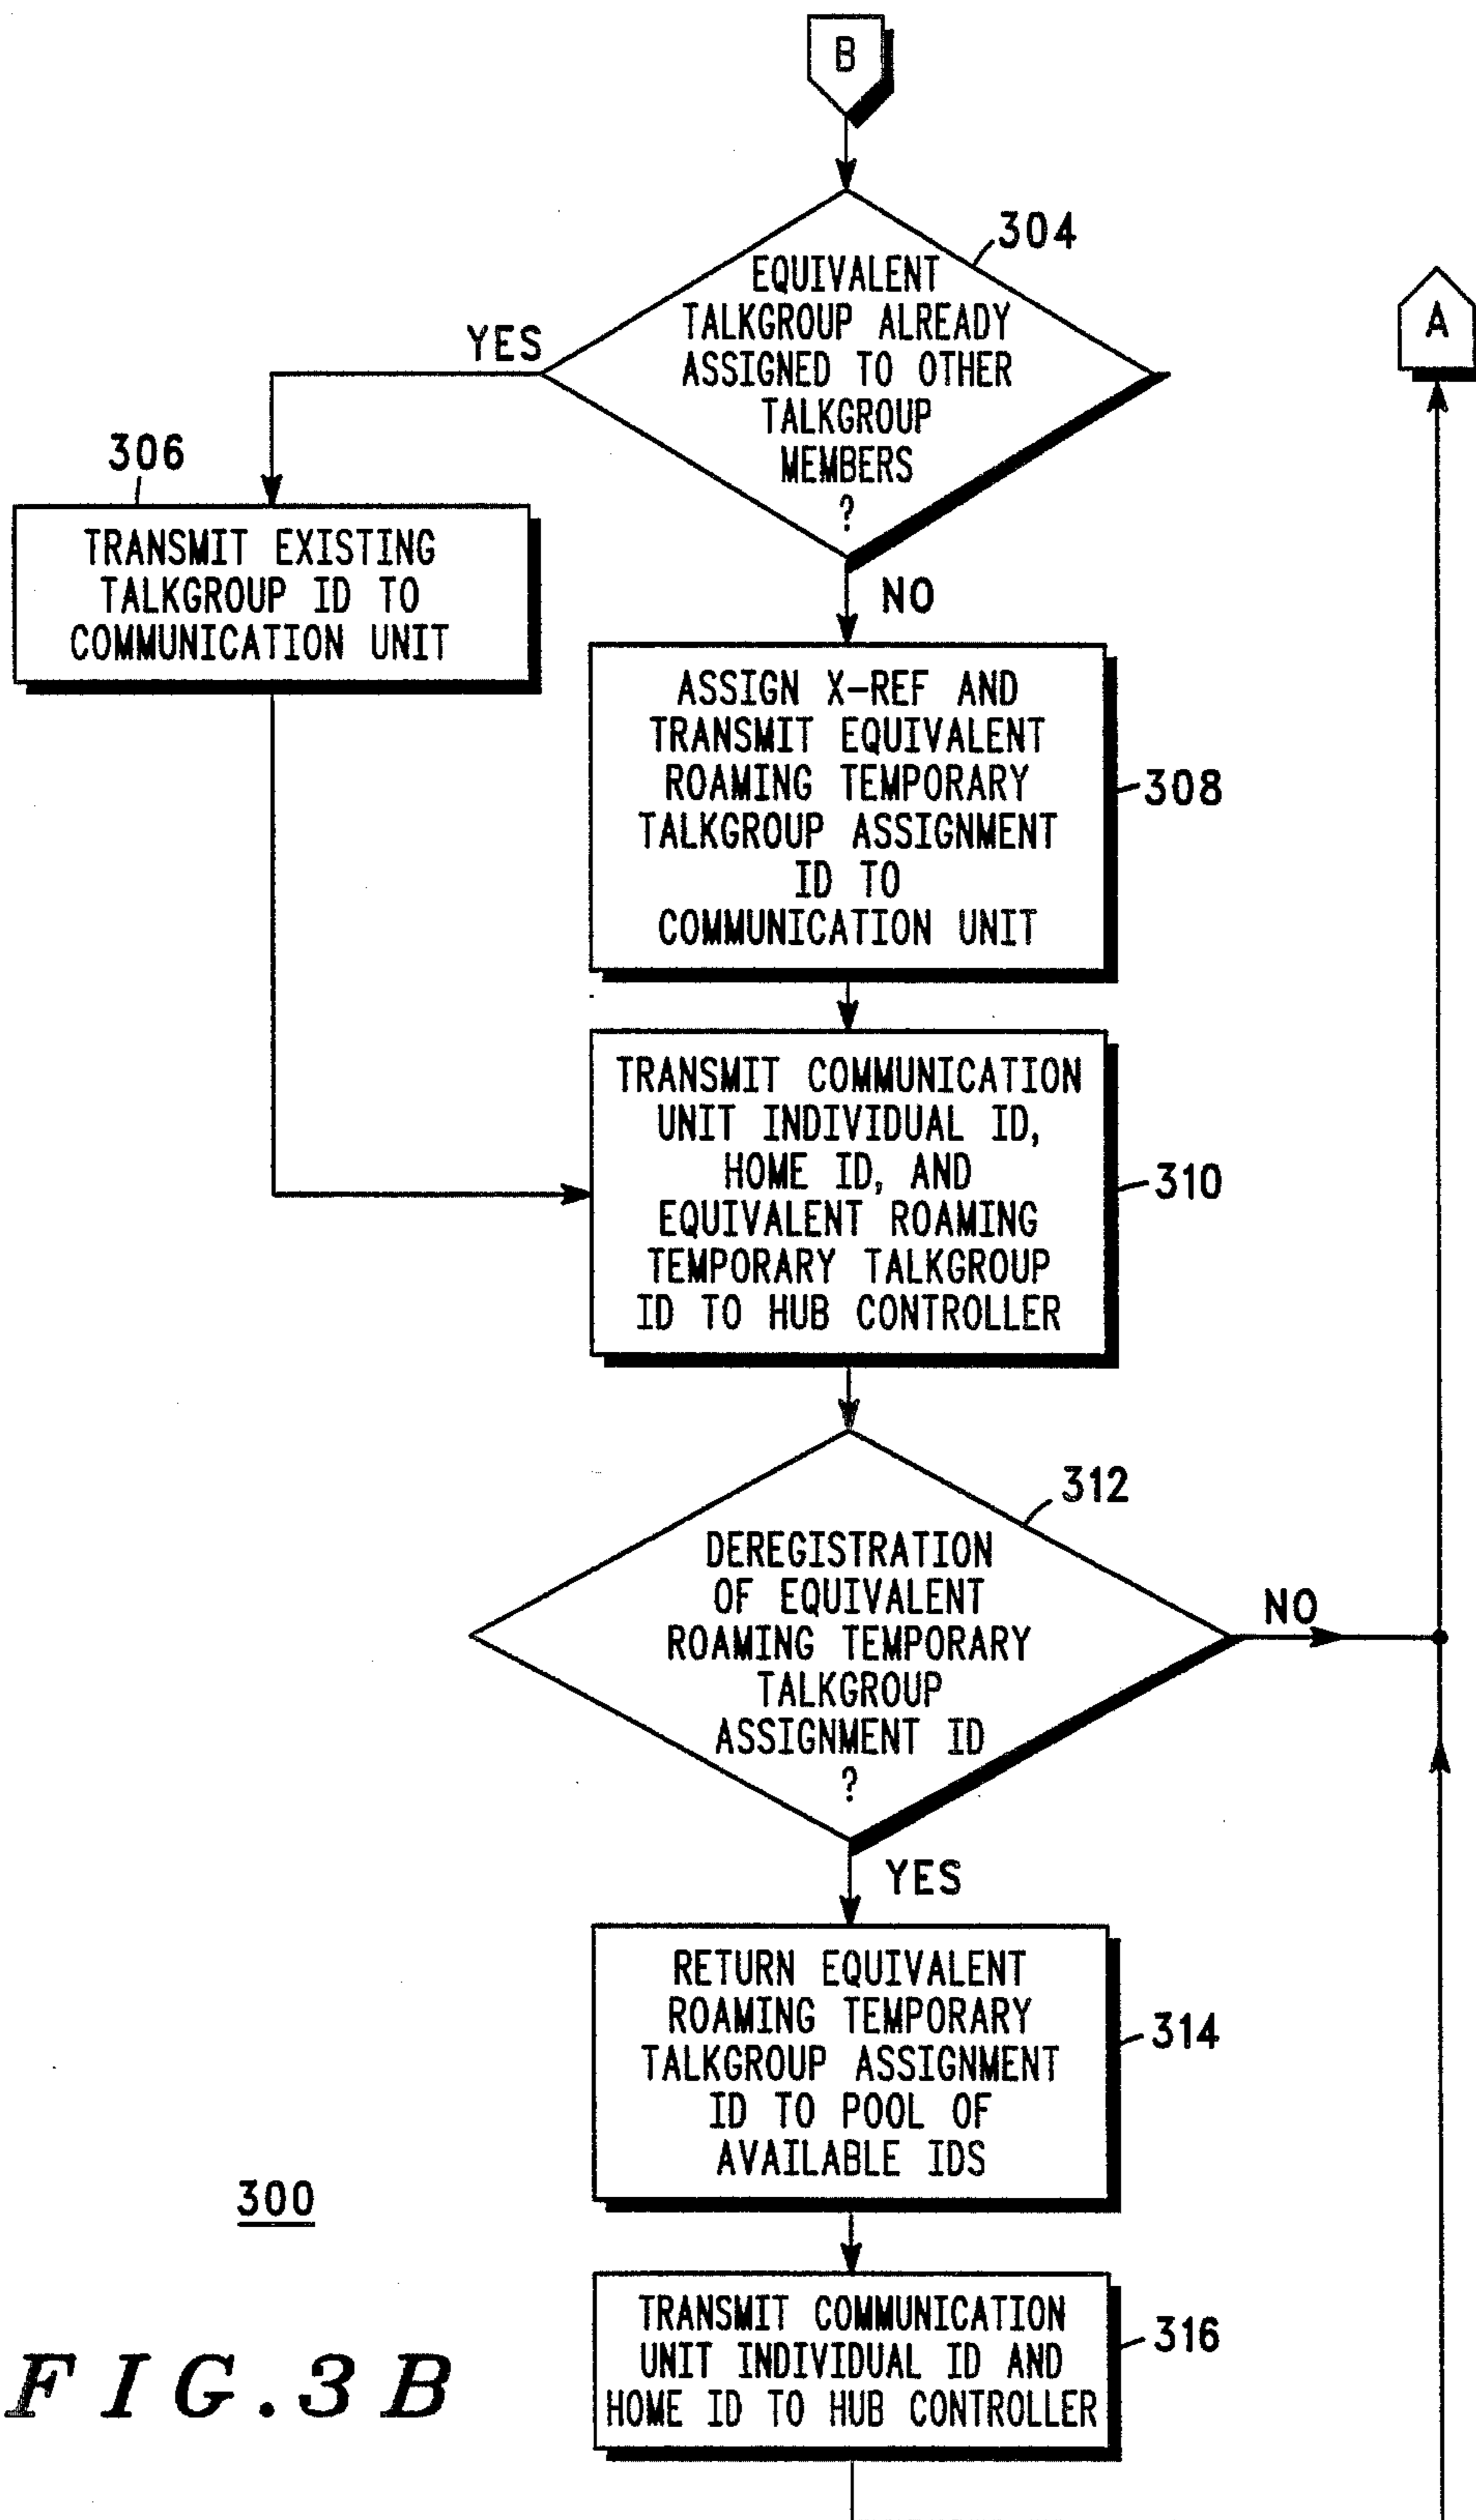 B
304
EQUIVALENT
TALKGROUP ALREADY
ASSIGNED TO OTHER
TALKGROUP
MEMBERS
?
YES
A
306
TRANSMIT EXISTING
TALKGROUP ID TO
COMMUNICATION UNIT
NO
ASSIGN X-REF AND
TRANSMIT EQUIVALENT
ROAMING TEMPORARY
TALKGROUP ASSIGNMENT
ID TO
COMMUNICATION UNIT
308
TRANSMIT COMMUNICATION
UNIT INDIVIDUAL ID,
HOME ID, AND
EQUIVALENT ROAMING
TEMPORARY TALKGROUP
ID TO HUB CONTROLLER
310
312
DEREGISTRATION
OF EQUIVALENT
ROAMING TEMPORARY
TALKGROUP
ASSIGNMENT ID
?
NO
YES
RETURN EQUIVALENT
ROAMING TEMPORARY
TALKGROUP ASSIGNMENT
ID TO POOL OF
AVAILABLE IDS
314
300
TRANSMIT COMMUNICATION
UNIT INDIVIDUAL ID AND
HOME ID TO HUB CONTROLLER
316
FIG.3B